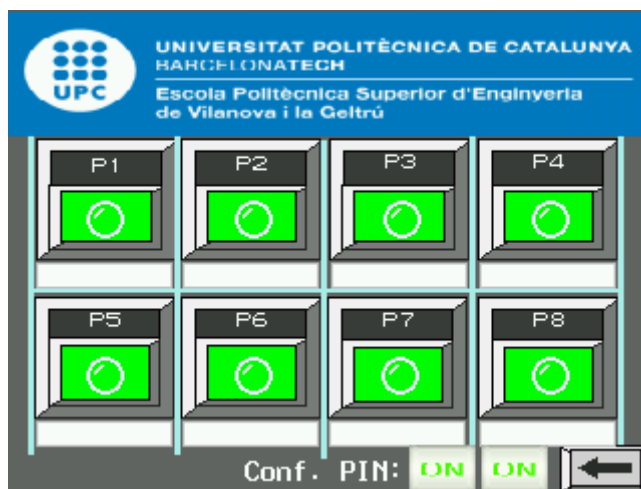 UPC
UNIVERSITAT POLITÈCNICA DE CATALUNYA
BARCELONATECH
Escola Politècnica Superior d'Enginyeria
de Vilanova i la Geltrú
P1 P2 P3 P4
P5 P6 P7 P8
Conf. PIN: ON ON